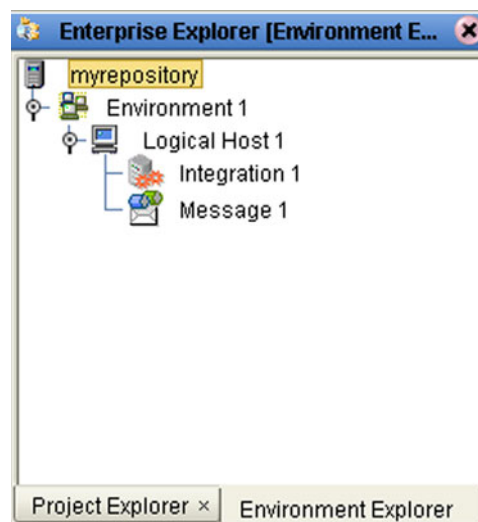 Enterprise Explorer [Environment E...
myrepository
Environment 1
Logical Host 1
Integration 1
Message 1
Project Explorer × Environment Explorer